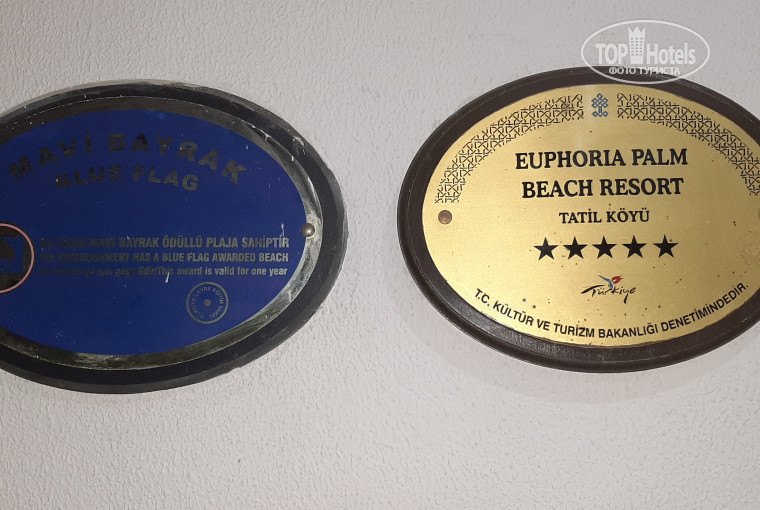 MAVİ BAYRAK
BLUE FLAG
MAVİ BAYRAK ÖDÜLLÜ PLAJA SAHİPTİR
ESTABLISHMENT HAS A BLUE FLAG AWARDED BEACH
This award is valid for one year
TOPHotels
ФОТО ТУРИСТА
EUPHORIA PALM
BEACH RESORT
TATİL KÖYÜ
★★★★★
Türkiye
T.C. KÜLTÜR VE TURİZM BAKANLIĞI DENETİMİNDEDİR.